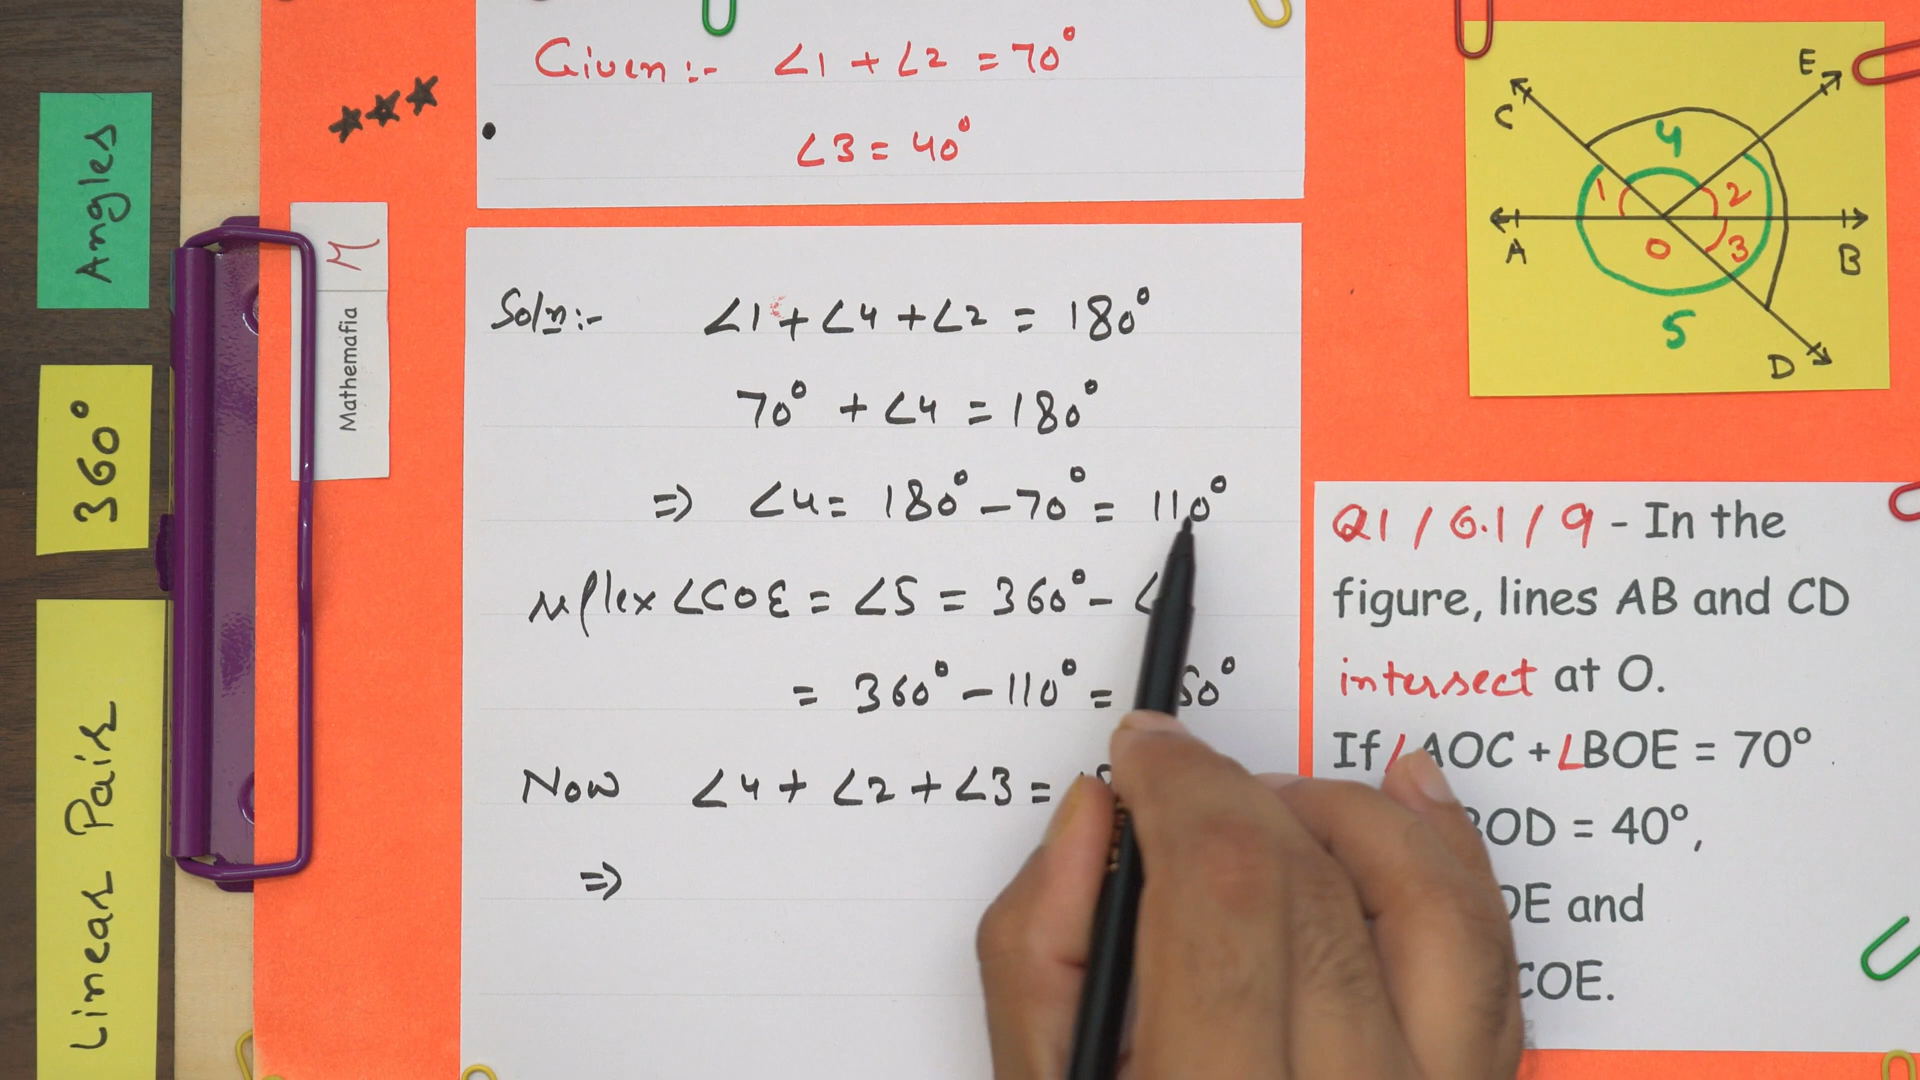 Angles
360°
Linear Pair
M
Mathemafia
Given :- ∠1 + ∠2 = 70°
∠3 = 40°
Soln:- ∠1 + ∠4 + ∠2 = 180°
70° + ∠4 = 180°
⇒ ∠4 = 180° - 70° = 110°
reflex ∠COE = ∠5 = 360° - ∠
= 360° - 110° = 50°
Now ∠4 + ∠2 + ∠3 =
⇒
C E
4
1 2
A O 3 B
5
D
Q1 / 6.1 / 9 - In the
figure, lines AB and CD
intersect at O.
If ∠AOC + ∠BOE = 70°
BOD = 40°,
OE and
COE.